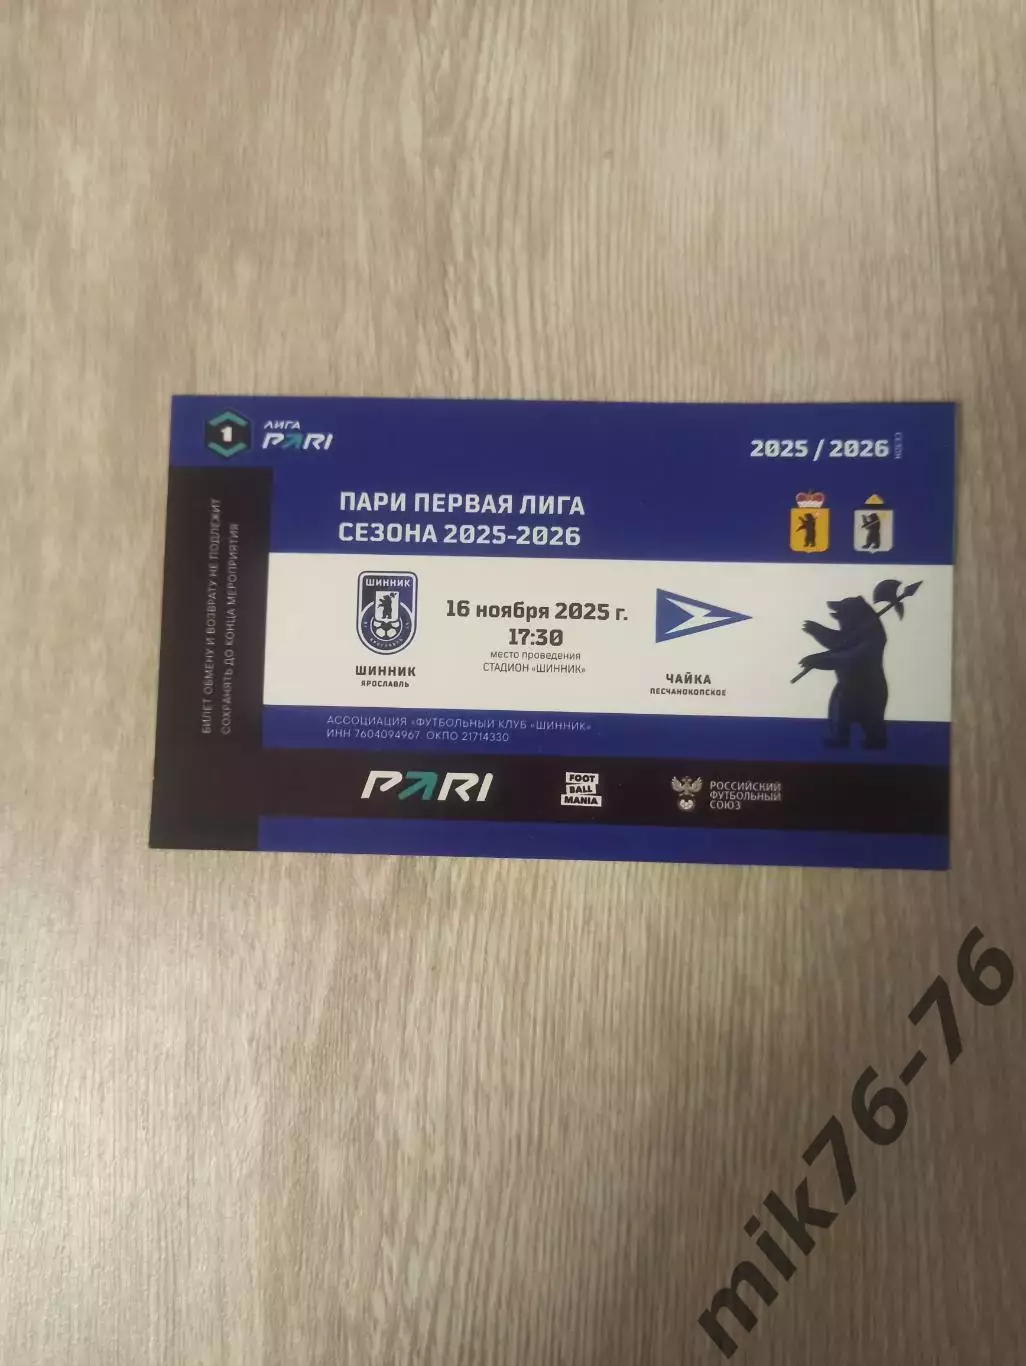 1
ЛИГА
PARI
2025 / 2026
СЕЗОН
ПАРИ ПЕРВАЯ ЛИГА
СЕЗОНА 2025-2026
БИЛЕТ ОБМЕНУ И ВОЗВРАТУ НЕ ПОДЛЕЖИТ
СОХРАНЯТЬ ДО КОНЦА МЕРОПРИЯТИЯ
ШИННИК
ШИННИК
ЯРОСЛАВЛЬ
16 ноября 2025 г.
17:30
место проведения
СТАДИОН «ШИННИК»
ЧАЙКА
ПЕСЧАНОКОПСКОЕ
АССОЦИАЦИЯ «ФУТБОЛЬНЫЙ КЛУБ «ШИННИК»
ИНН 7604094967. ОКПО 21714330
PARI
FOOT
BALL
MANIA
РОССИЙСКИЙ
ФУТБОЛЬНЫЙ
СОЮЗ
mik76-76